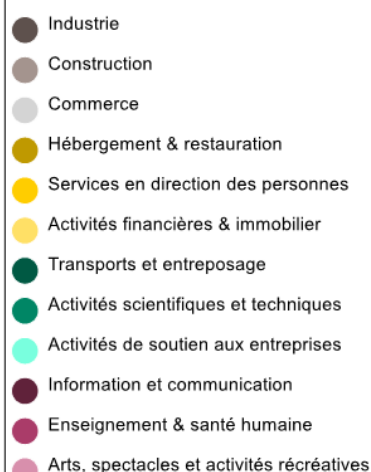 Industrie
Construction
Commerce
Hébergement & restauration
Services en direction des personnes
Activités financières & immobilier
Transports et entreposage
Activités scientifiques et techniques
Activités de soutien aux entreprises
Information et communication
Enseignement & santé humaine
Arts, spectacles et activités récréatives